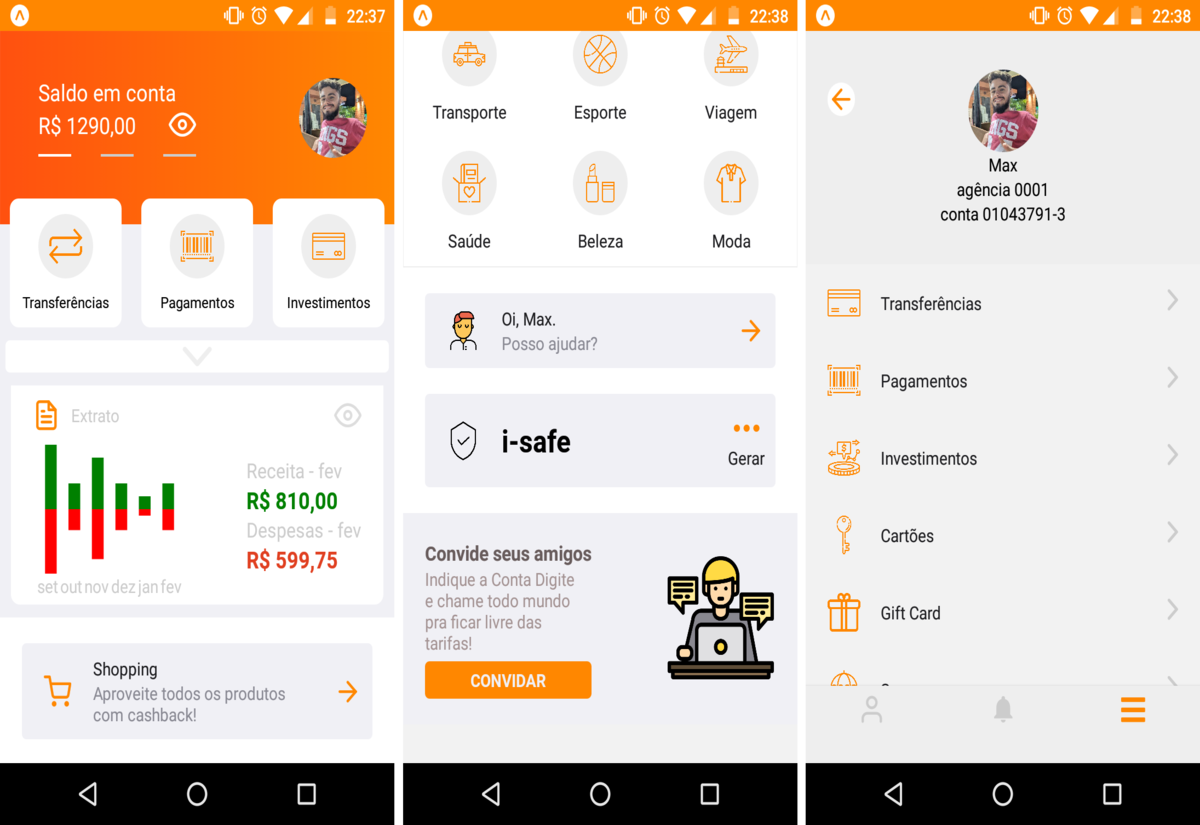 22:37
Saldo em conta
R$ 1290,00
Transferências
Pagamentos
Investimentos
Extrato
Receita - fev
R$ 810,00
Despesas - fev
R$ 599,75
set out nov dez jan fev
Shopping
Aproveite todos os produtos
com cashback!
22:38
Transporte
Esporte
Viagem
Saúde
Beleza
Moda
Oi, Max.
Posso ajudar?
i-safe
Gerar
Convide seus amigos
Indique a Conta Digite
e chame todo mundo
pra ficar livre das
tarifas!
CONVIDAR
22:38
Max
agência 0001
conta 01043791-3
Transferências
Pagamentos
Investimentos
Cartões
Gift Card